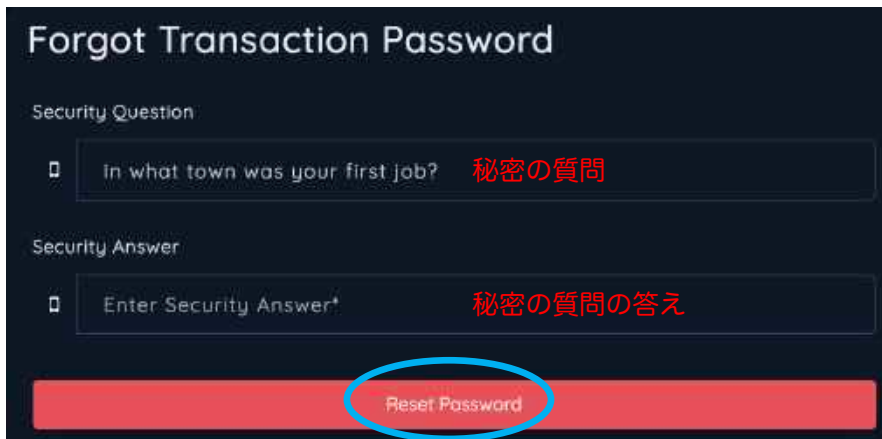 Forgot Transaction Password
Security Question
In what town was your first job? 秘密の質問
Security Answer
Enter Security Answer* 秘密の質問の答え
Reset Password